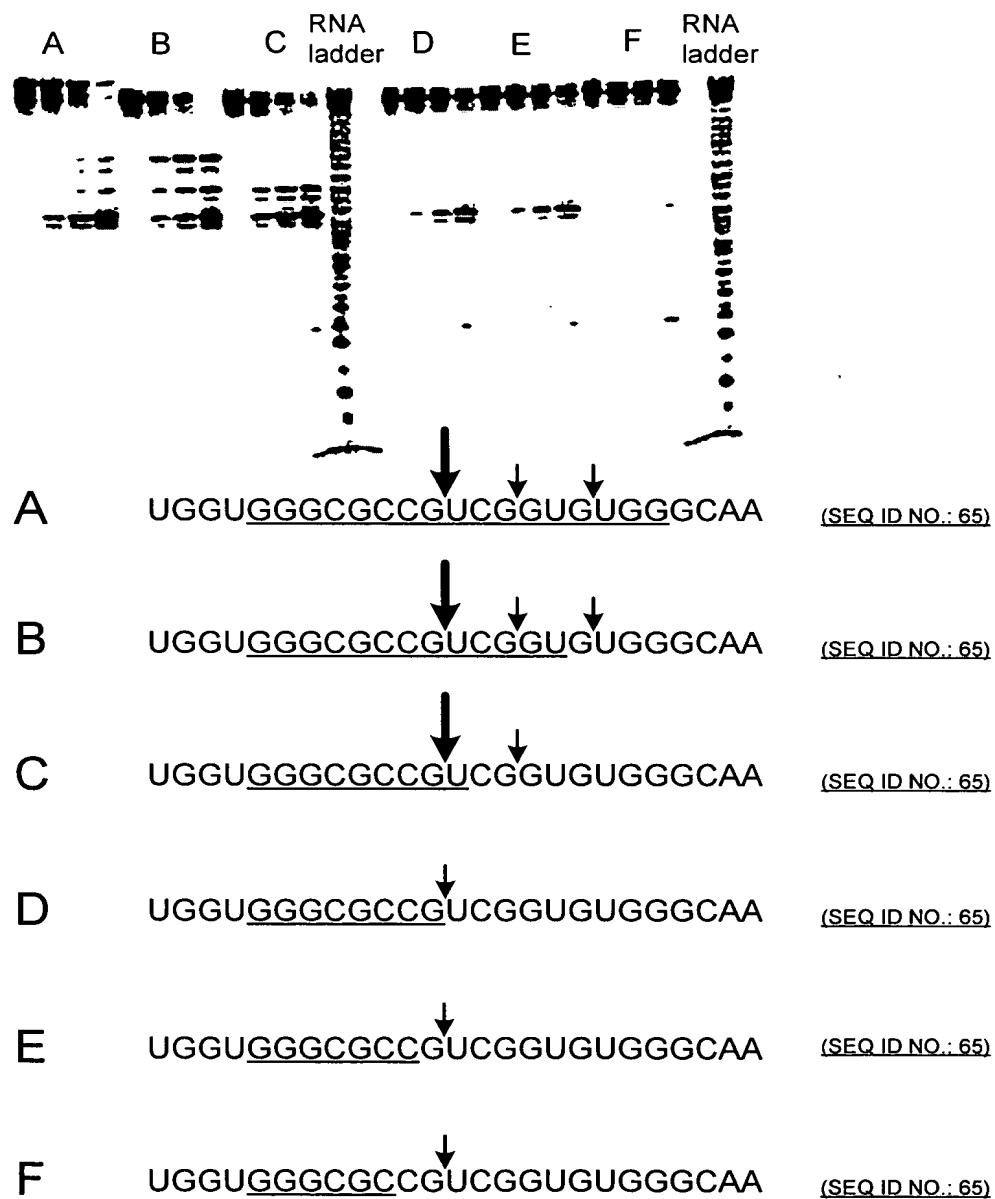 A B C RNA ladder D E F RNA ladder
A UGGUGGGCGCCGUCGGUGUGGGCAA (SEQ ID NO.: 65)
B UGGUGGGCGCCGUCGGUGUGGGCAA (SEQ ID NO.: 65)
C UGGUGGGCGCCGUCGGUGUGGGCAA (SEQ ID NO.: 65)
D UGGUGGGCGCCGUCGGUGUGGGCAA (SEQ ID NO.: 65)
E UGGUGGGCGCCGUCGGUGUGGGCAA (SEQ ID NO.: 65)
F UGGUGGGCGCCGUCGGUGUGGGCAA (SEQ ID NO.: 65)